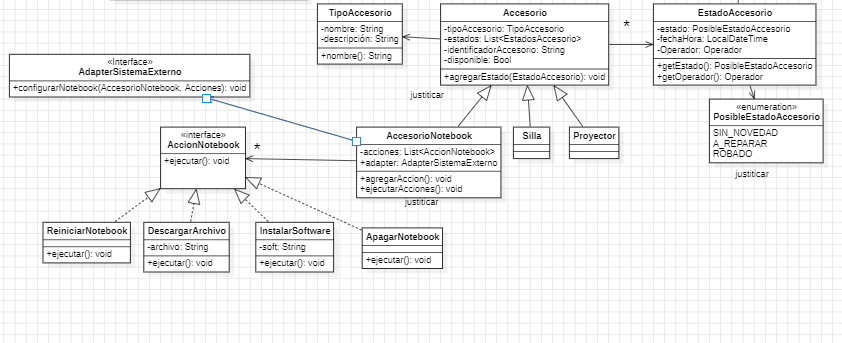 TipoAccesorio
-nombre: String
-descripción: String
+nombre(): String
Accesorio
-tipoAccesorio: TipoAccesorio
-estados: List<EstadosAccesorio>
-identificadorAccesorio: String
-disponible: Bool
+agregarEstado(EstadoAccesorio): void
*
EstadoAccesorio
-estado: PosibleEstadoAccesorio
-fechaHora: LocalDateTime
-Operador: Operador
+getEstado(): PosibleEstadoAccesorio
+getOperador(): Operador
«Interface»
AdapterSistemaExterno
+configurarNotebook(AccesorioNotebook, Acciones): void
justiticar
«enumeration»
PosibleEstadoAccesorio
SIN_NOVEDAD
A_REPARAR
ROBADO
justiticar
«interface»
AccionNotebook
+ejecutar(): void
*
AccesorioNotebook
-acciones: List<AccionNotebook>
+adapter: AdapterSistemaExterno
+agregarAccion(): void
+ejecutarAcciones(): void
justiticar
Silla
Proyector
ReiniciarNotebook
+ejecutar(): void
DescargarArchivo
-archivo: String
+ejecutar(): void
InstalarSoftware
-soft: String
+ejecutar(): void
ApagarNotebook
+ejecutar(): void